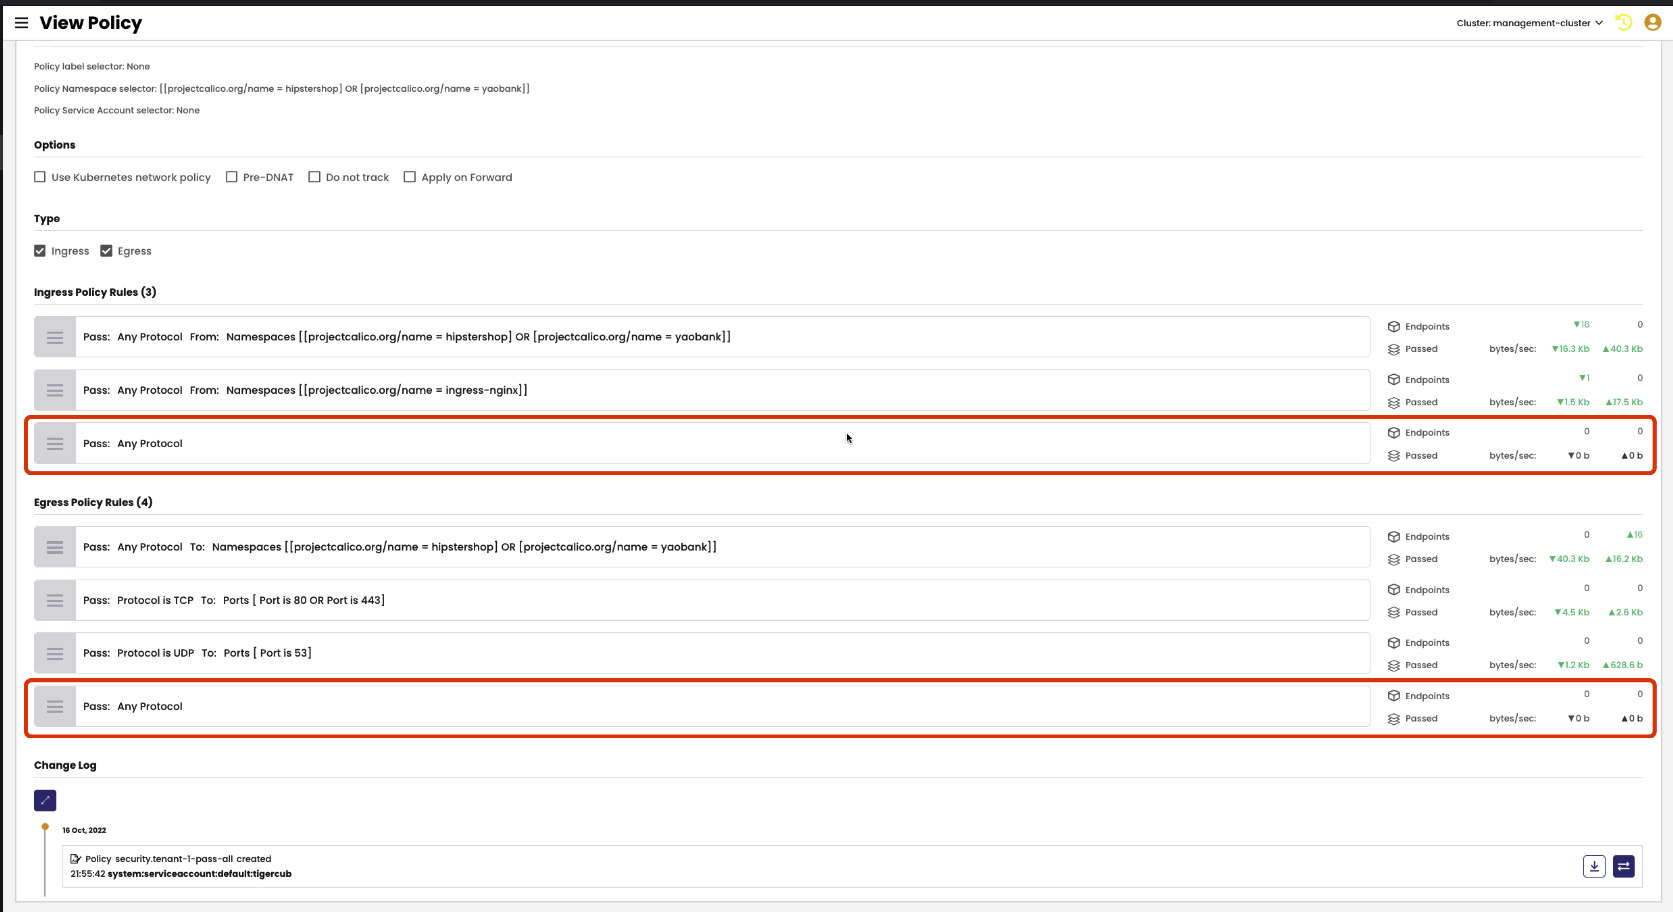 View Policy
Cluster: management-cluster
Policy label selector: None
Policy Namespace selector: [[projectcalico.org/name = hipstershop] OR [projectcalico.org/name = yaobank]]
Policy Service Account selector: None
Options
Use Kubernetes network policy Pre-DNAT Do not track Apply on Forward
Type
Ingress Egress
Ingress Policy Rules (3)
Pass: Any Protocol From: Namespaces [[projectcalico.org/name = hipstershop] OR [projectcalico.org/name = yaobank]]
Endpoints ▼16 0
Passed bytes/sec: ▼16.3 Kb ▲40.3 Kb
Pass: Any Protocol From: Namespaces [[projectcalico.org/name = ingress-nginx]]
Endpoints ▼1 0
Passed bytes/sec: ▼1.5 Kb ▲17.5 Kb
Pass: Any Protocol
Endpoints 0 0
Passed bytes/sec: ▼0 b ▲0 b
Egress Policy Rules (4)
Pass: Any Protocol To: Namespaces [[projectcalico.org/name = hipstershop] OR [projectcalico.org/name = yaobank]]
Endpoints 0 ▲16
Passed bytes/sec: ▼40.3 Kb ▲16.2 Kb
Pass: Protocol is TCP To: Ports [ Port is 80 OR Port is 443]
Endpoints 0 0
Passed bytes/sec: ▼4.5 Kb ▲2.6 Kb
Pass: Protocol is UDP To: Ports [ Port is 53]
Endpoints 0 0
Passed bytes/sec: ▼1.2 Kb ▲628.6 b
Pass: Any Protocol
Endpoints 0 0
Passed bytes/sec: ▼0 b ▲0 b
Change Log
16 Oct, 2022
Policy security.tenant-1-pass-all created
21:55:42 system:serviceaccount:default:tigercub